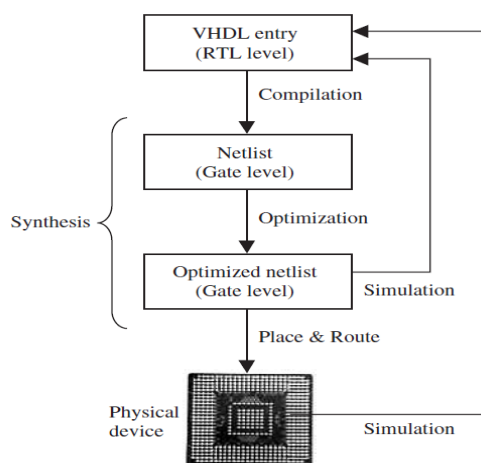 VHDL entry
(RTL level)
Compilation
Netlist
(Gate level)
Synthesis
Optimization
Optimized netlist
(Gate level)
Simulation
Place & Route
Physical
device
Simulation